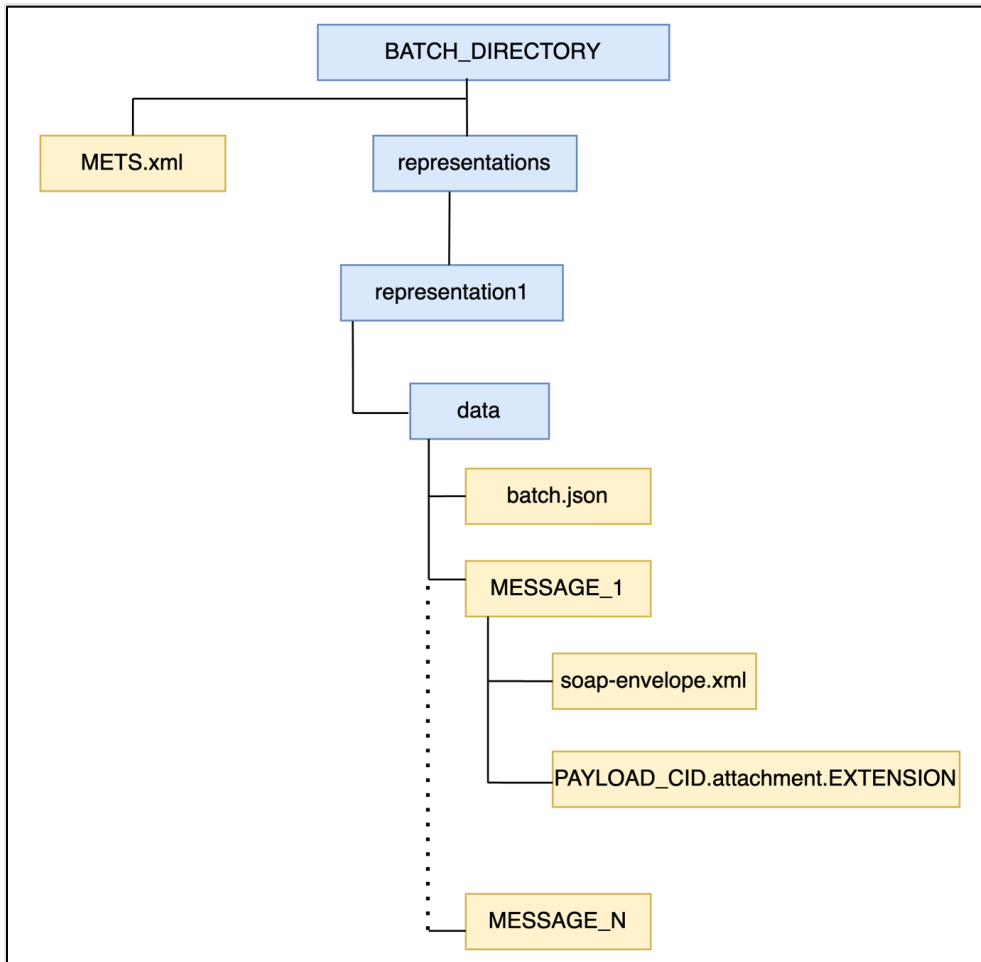 BATCH_DIRECTORY
METS.xml
representations
representation1
data
batch.json
MESSAGE_1
soap-envelope.xml
PAYLOAD_CID.attachment.EXTENSION
MESSAGE_N